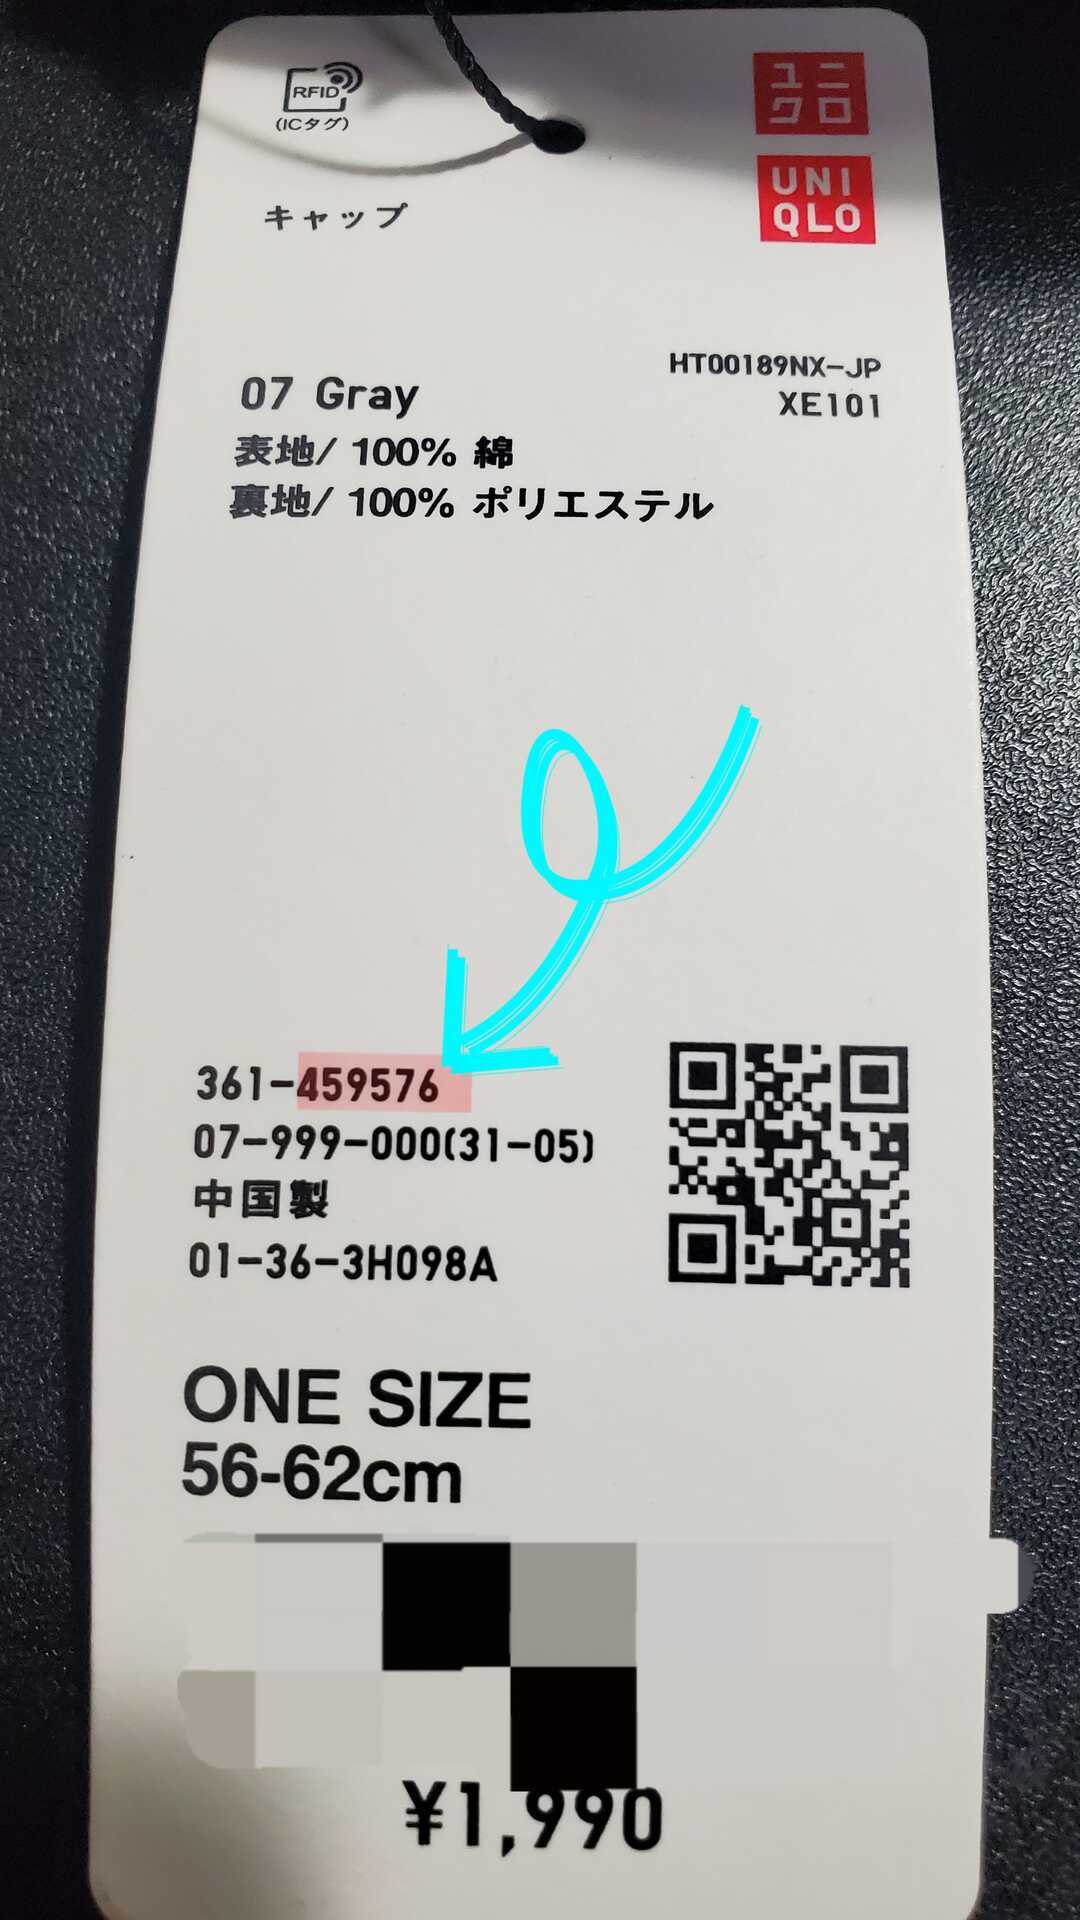 RFID
(ICタグ)
ユニ
クロ
UNI
QLO
キャップ
HT00189NX-JP
XE101
07 Gray
表地/ 100% 綿
裏地/ 100% ポリエステル
361-459576
07-999-000(31-05)
中国製
01-36-3H098A
ONE SIZE
56-62cm
¥1,990